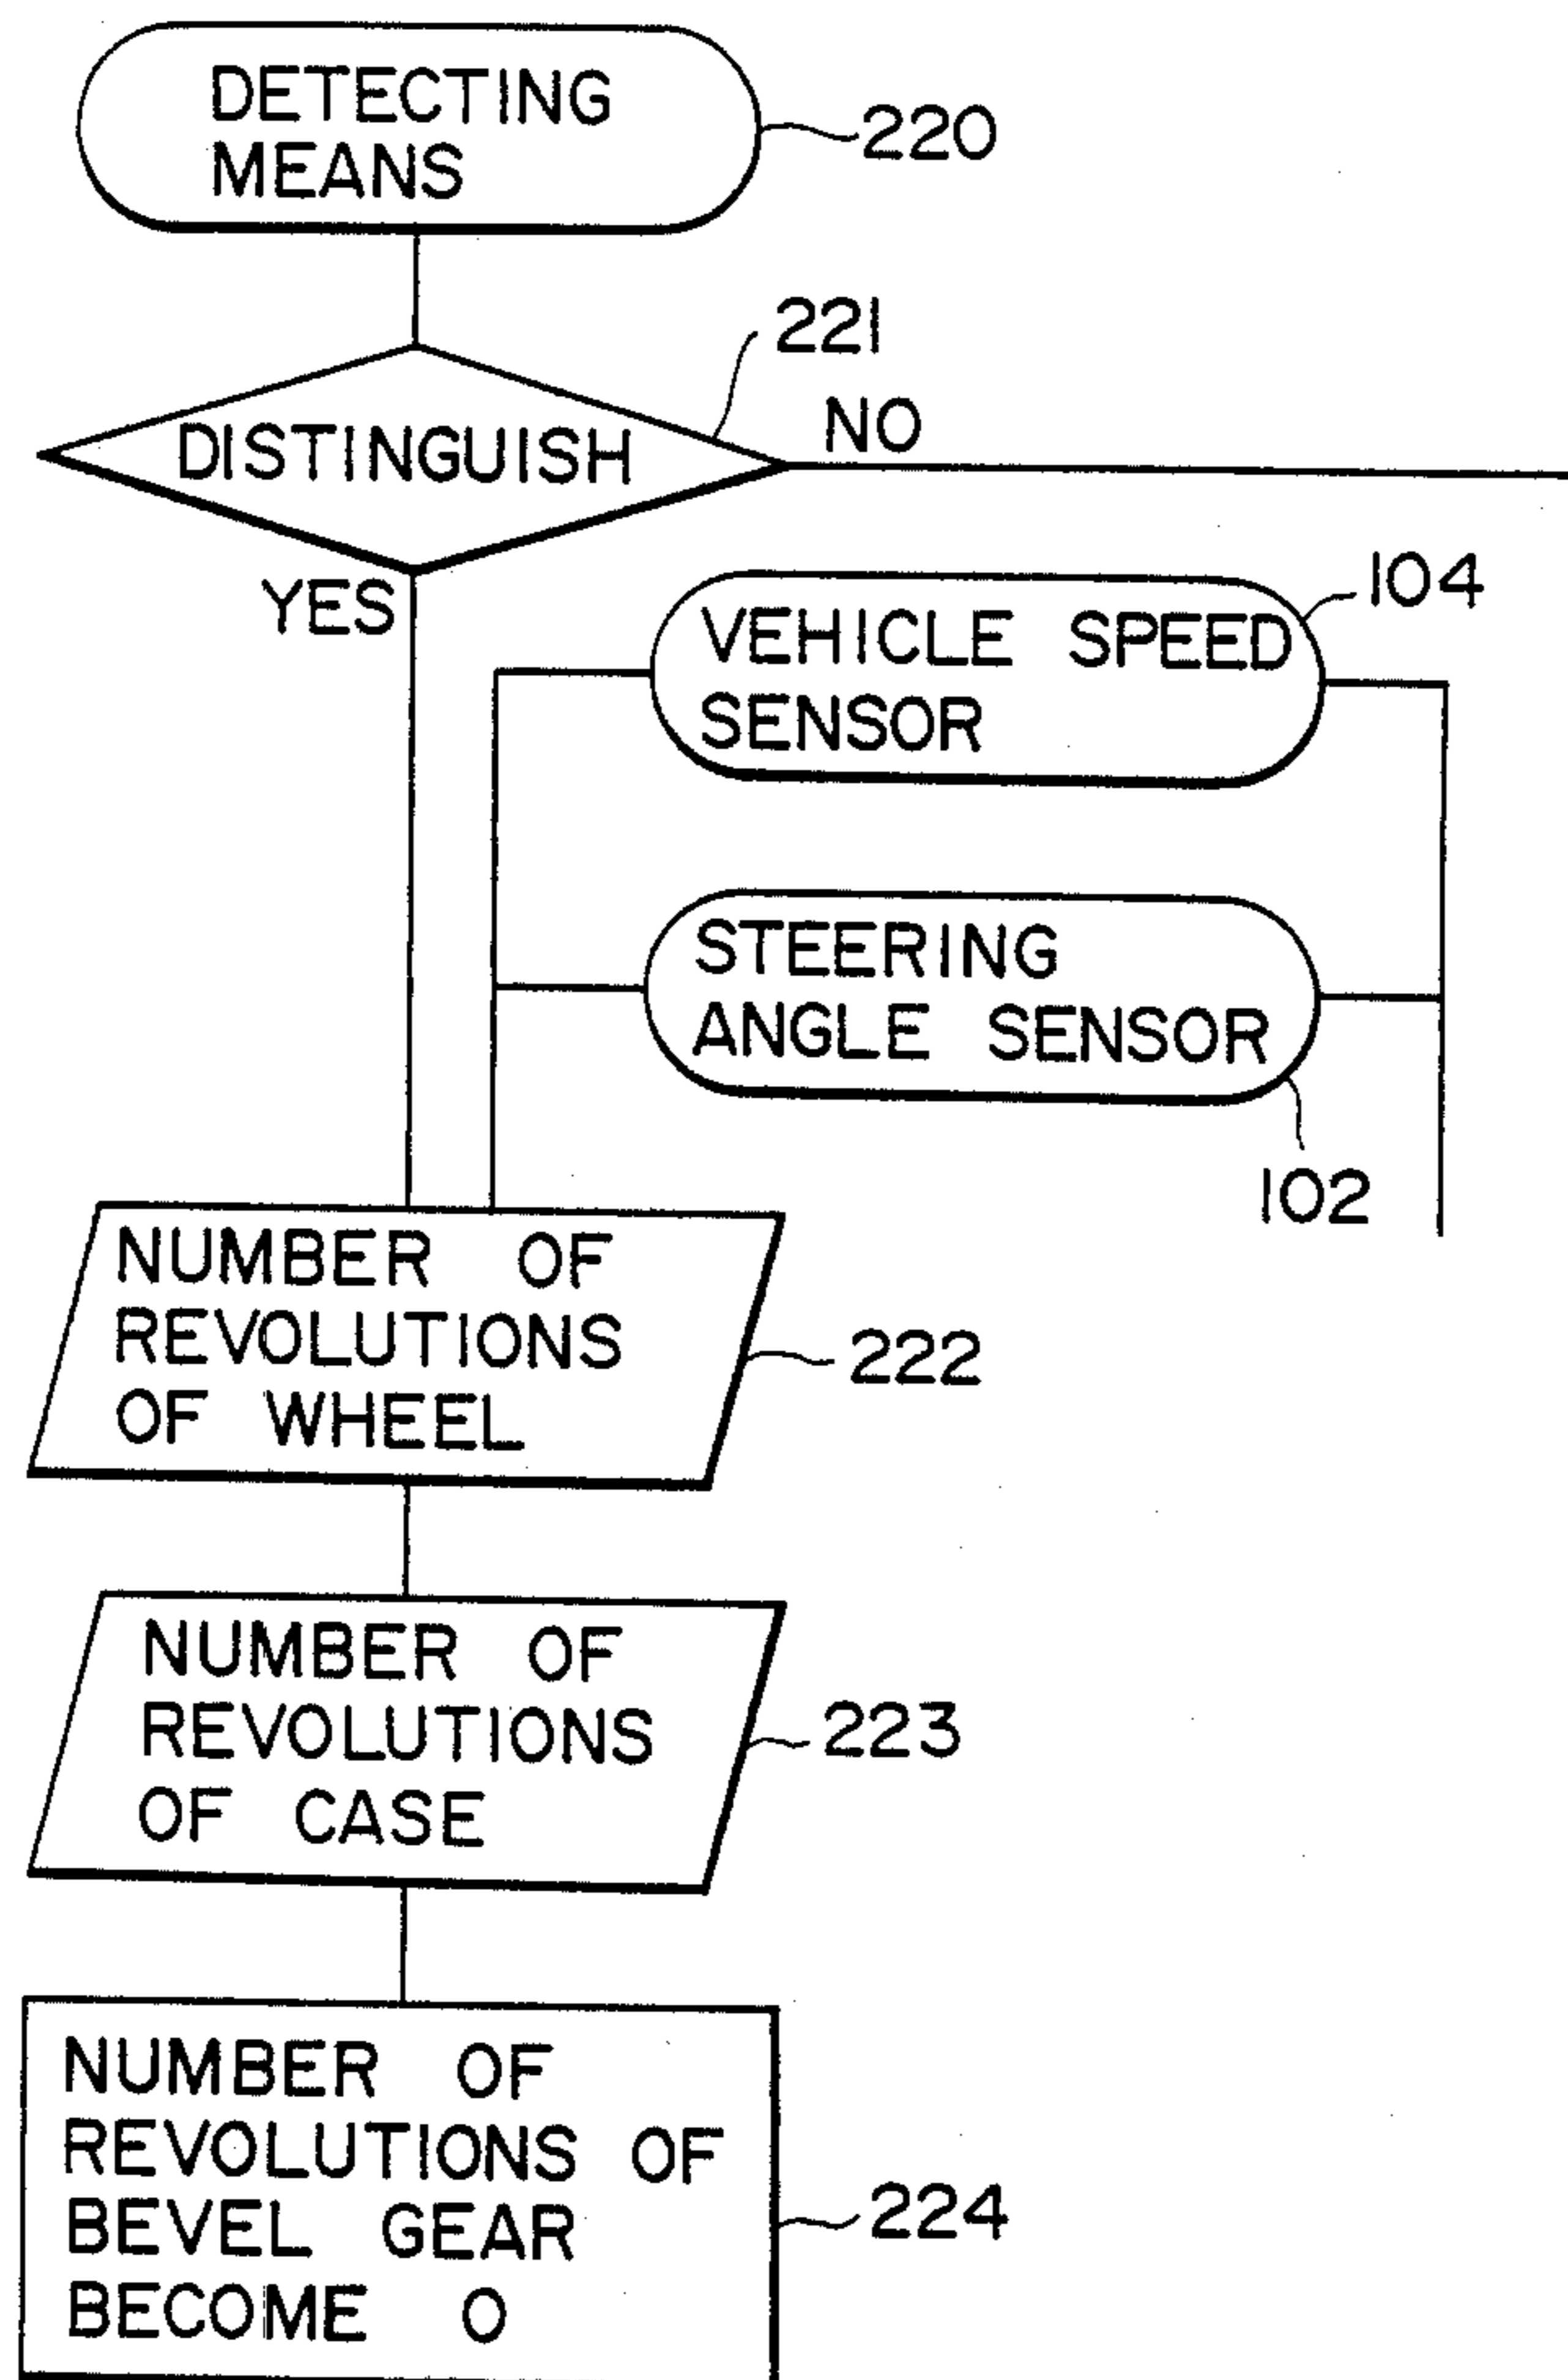 DETECTING
MEANS
220
221
DISTINGUISH
NO
YES
104
VEHICLE SPEED
SENSOR
STEERING
ANGLE SENSOR
102
NUMBER OF
REVOLUTIONS
OF WHEEL
222
NUMBER OF
REVOLUTIONS
OF CASE
223
NUMBER OF
REVOLUTIONS OF
BEVEL GEAR
BECOME O
224